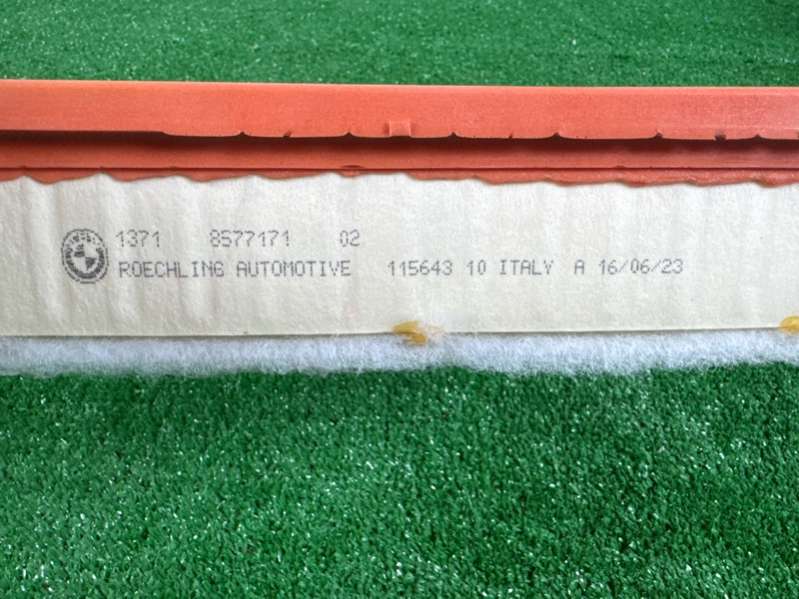 1371 8577171 02
ROECHLING AUTOMOTIVE 115643 10 ITALY A 16/06/23